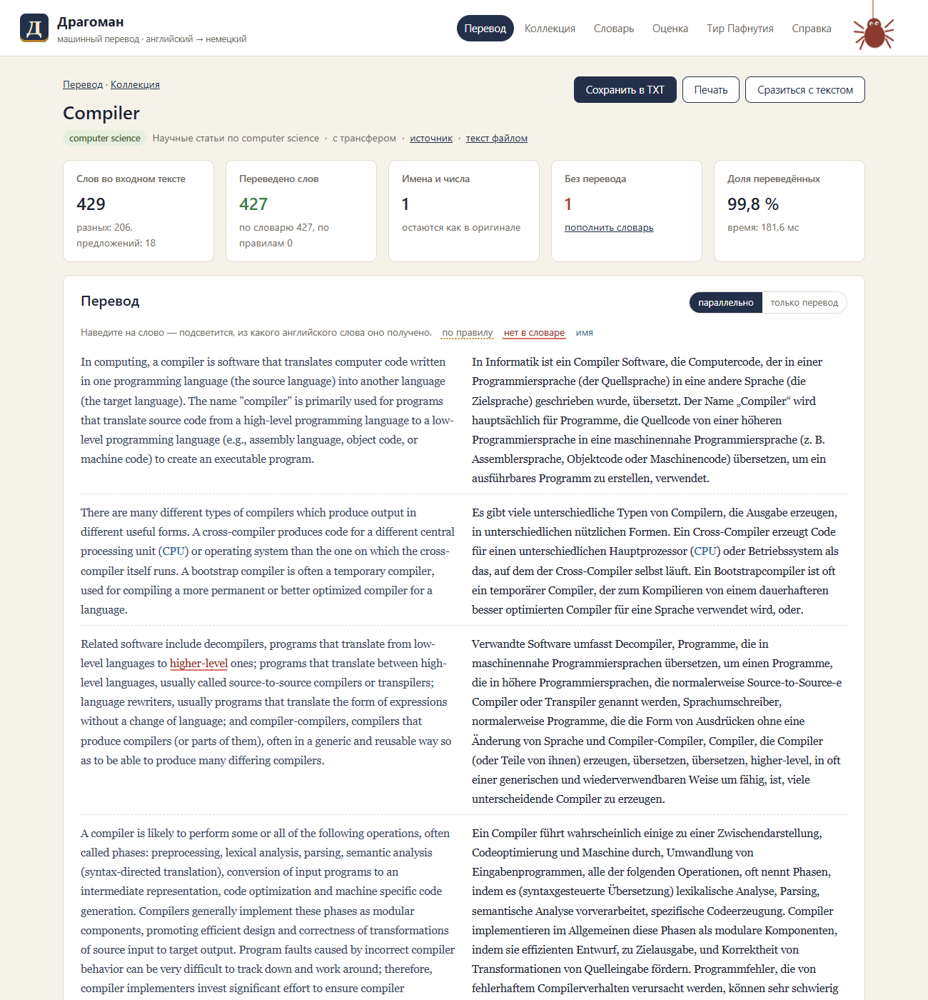 Д
Драгоман
машинный перевод · английский → немецкий
Перевод
Коллекция
Словарь
Оценка
Тир Пафнутия
Справка
Перевод · Коллекция
Сохранить в TXT
Печать
Сразиться с текстом
Compiler
computer science Научные статьи по computer science · с трансфером · источник · текст файлом
Слов во входном тексте
429
разных: 206,
предложений: 18
Переведено слов
427
по словарю 427, по
правилам 0
Имена и числа
1
остаются как в оригинале
Без перевода
1
пополнить словарь
Доля переведённых
99,8 %
время: 181,6 мс
Перевод
параллельно
только перевод
Наведите на слово — подсветится, из какого английского слова оно получено. по правилу нет в словаре имя
In computing, a compiler is software that translates computer code written
in one programming language (the source language) into another language
(the target language). The name "compiler" is primarily used for programs
that translate source code from a high-level programming language to a low-
level programming language (e.g., assembly language, object code, or
machine code) to create an executable program.
In Informatik ist ein Compiler Software, die Computercode, der in einer
Programmiersprache (der Quellsprache) in eine andere Sprache (die
Zielsprache) geschrieben wurde, übersetzt. Der Name „Compiler“ wird
hauptsächlich für Programme, die Quellcode von einer höheren
Programmiersprache in eine maschinennahe Programmiersprache (z. B.
Assemblersprache, Objektcode oder Maschinencode) übersetzen, um ein
ausführbares Programm zu erstellen, verwendet.
There are many different types of compilers which produce output in
different useful forms. A cross-compiler produces code for a different central
processing unit (CPU) or operating system than the one on which the cross-
compiler itself runs. A bootstrap compiler is often a temporary compiler,
used for compiling a more permanent or better optimized compiler for a
language.
Es gibt viele unterschiedliche Typen von Compilern, die Ausgabe erzeugen,
in unterschiedlichen nützlichen Formen. Ein Cross-Compiler erzeugt Code
für einen unterschiedlichen Hauptprozessor (CPU) oder Betriebssystem als
das, auf dem der Cross-Compiler selbst läuft. Ein Bootstrapcompiler ist oft
ein temporärer Compiler, der zum Kompilieren von einem dauerhafteren
besser optimierten Compiler für eine Sprache verwendet wird, oder.
Related software include decompilers, programs that translate from low-
level languages to higher-level ones; programs that translate between high-
level languages, usually called source-to-source compilers or transpilers;
language rewriters, usually programs that translate the form of expressions
without a change of language; and compiler-compilers, compilers that
produce compilers (or parts of them), often in a generic and reusable way so
as to be able to produce many differing compilers.
Verwandte Software umfasst Decompiler, Programme, die in
maschinennahe Programmiersprachen übersetzen, um einen Programme,
die in höhere Programmiersprachen, die normalerweise Source-to-Source-e
Compiler oder Transpiler genannt werden, Sprachumschreiber,
normalerweise Programme, die die Form von Ausdrücken ohne eine
Änderung von Sprache und Compiler-Compiler, Compiler, die Compiler
(oder Teile von ihnen) erzeugen, übersetzen, übersetzen, higher-level, in oft
einer generischen und wiederverwendbaren Weise um fähig, ist, viele
unterscheidende Compiler zu erzeugen.
A compiler is likely to perform some or all of the following operations, often
called phases: preprocessing, lexical analysis, parsing, semantic analysis
(syntax-directed translation), conversion of input programs to an
intermediate representation, code optimization and machine specific code
generation. Compilers generally implement these phases as modular
components, promoting efficient design and correctness of transformations
of source input to target output. Program faults caused by incorrect compiler
behavior can be very difficult to track down and work around; therefore,
compiler implementers invest significant effort to ensure compiler
Ein Compiler führt wahrscheinlich einige zu einer Zwischendarstellung,
Codeoptimierung und Maschine durch, Umwandlung von
Eingabenprogrammen, alle der folgenden Operationen, oft nennt Phasen,
indem es (syntaxgesteuerte Übersetzung) lexikalische Analyse, Parsing,
semantische Analyse vorverarbeitet, spezifische Codeerzeugung. Compiler
implementieren im Allgemeinen diese Phasen als modulare Komponenten,
indem sie effizienten Entwurf, zu Zielausgabe, und Korrektheit von
Transformationen von Quelleingabe fördern. Programmfehler, die von
fehlerhaftem Compilerverhalten verursacht werden, können sehr schwierig